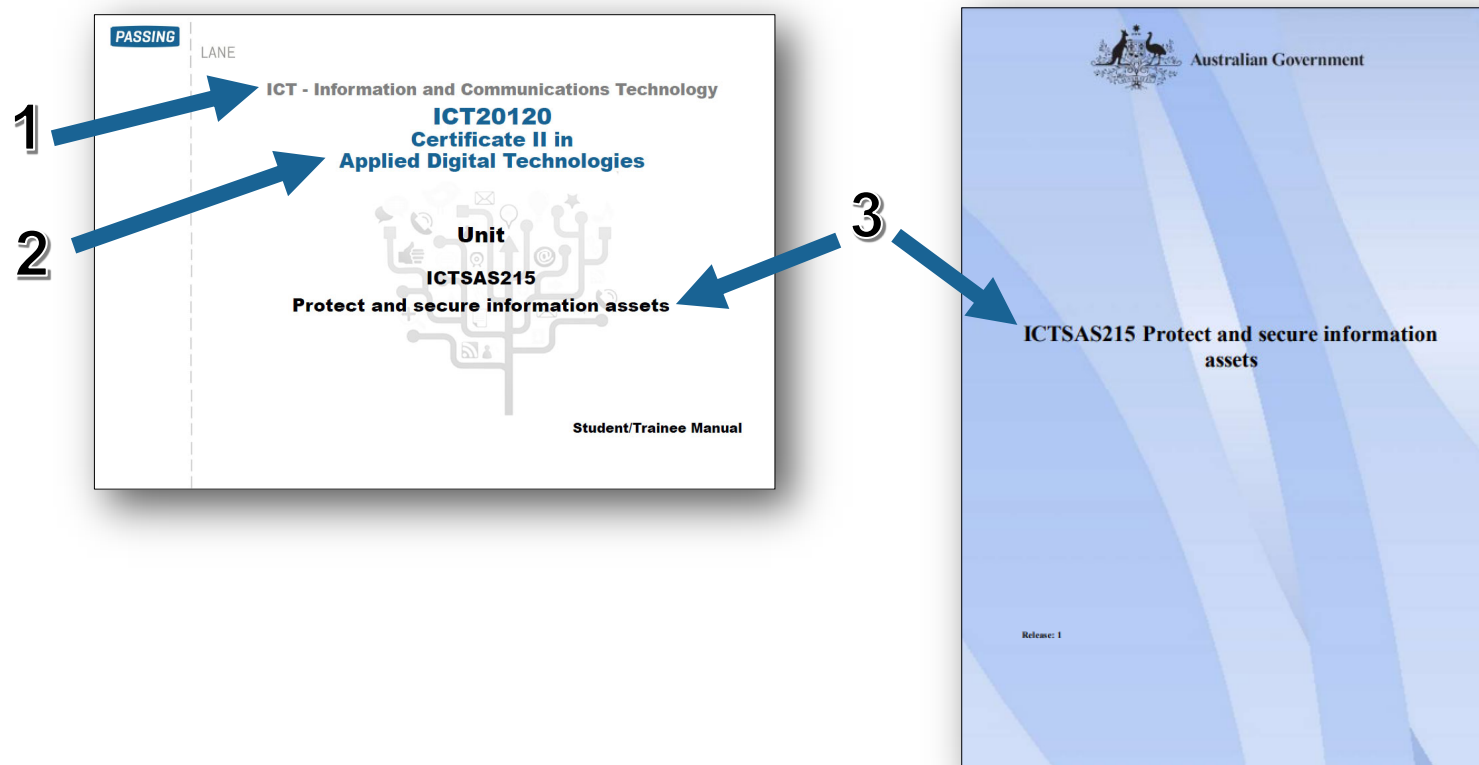 PASSING
LANE
ICT - Information and Communications Technology
ICT20120
Certificate II in
Applied Digital Technologies
Unit
ICTSAS215
Protect and secure information assets
Student/Trainee Manual
1
2
3
Australian Government
ICTSAS215 Protect and secure information
assets
Release: 1